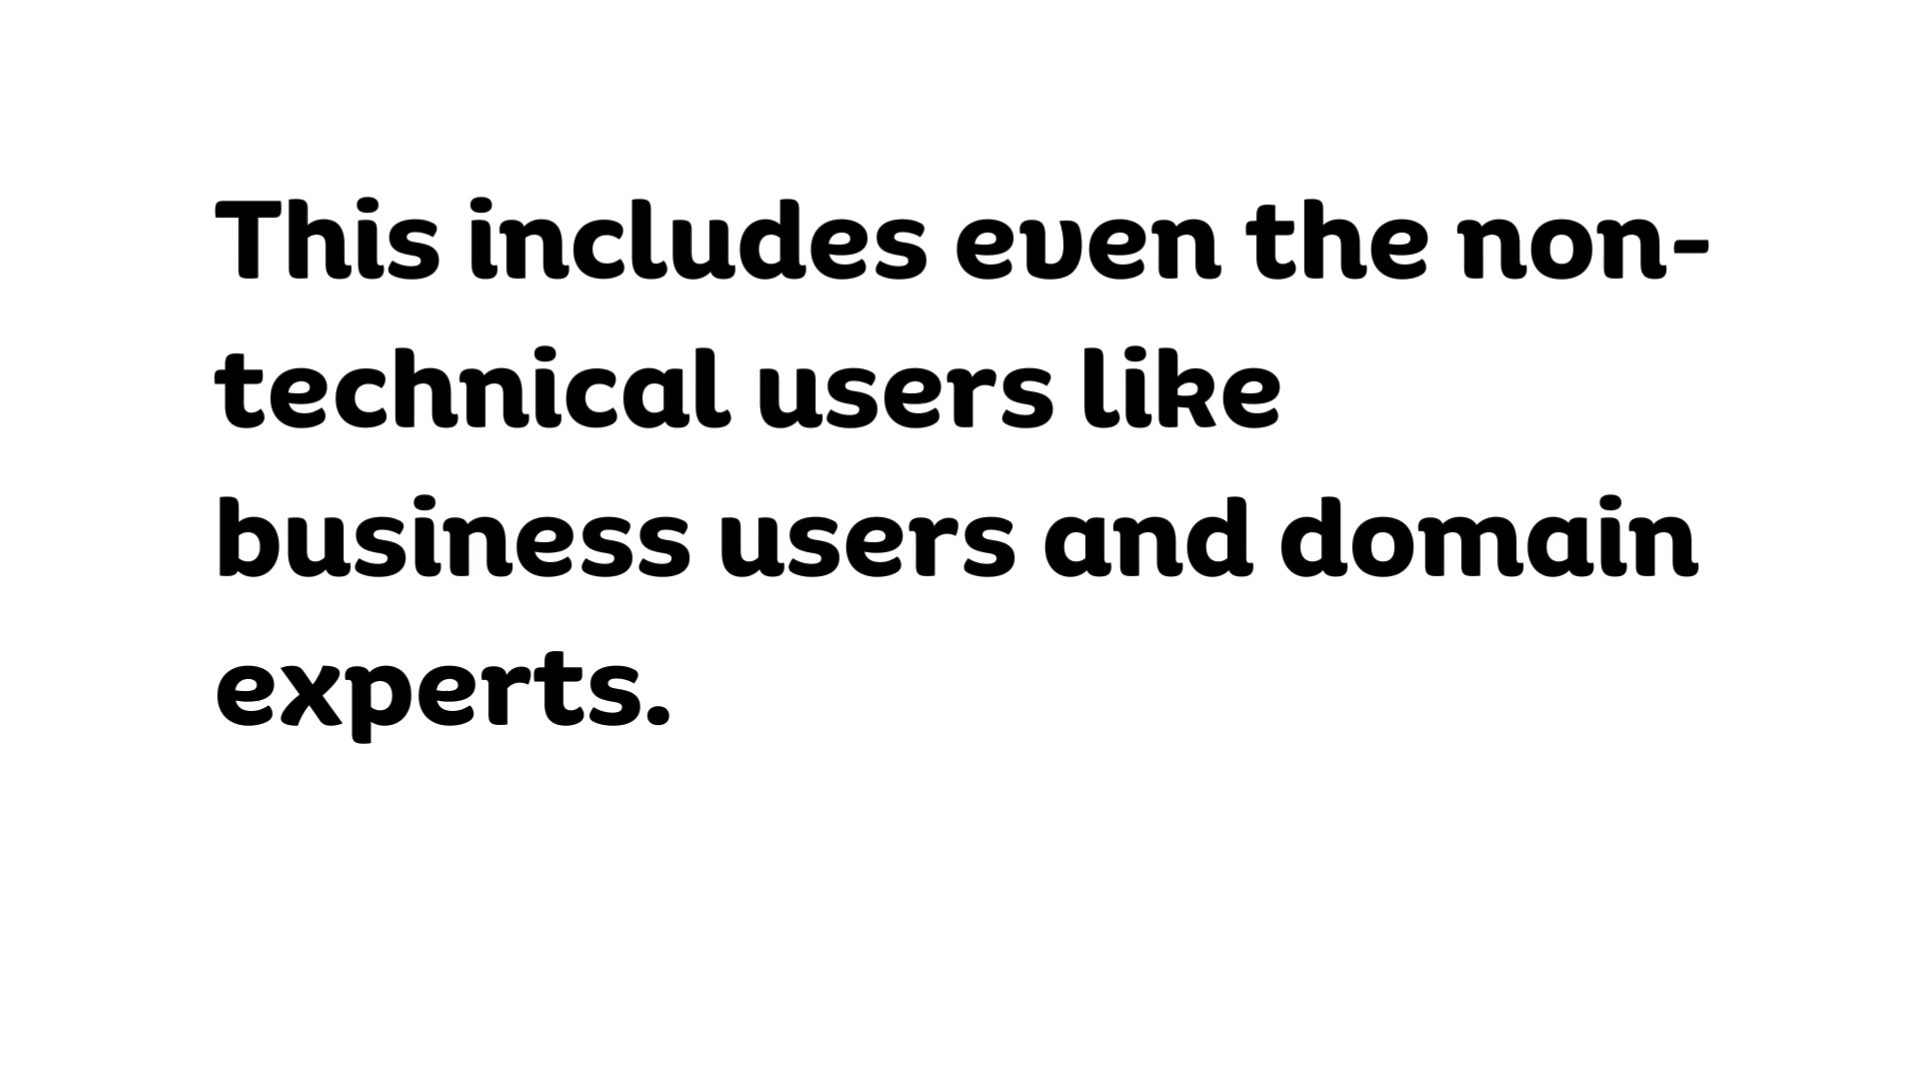 This includes even the non-
technical users like
business users and domain
experts.